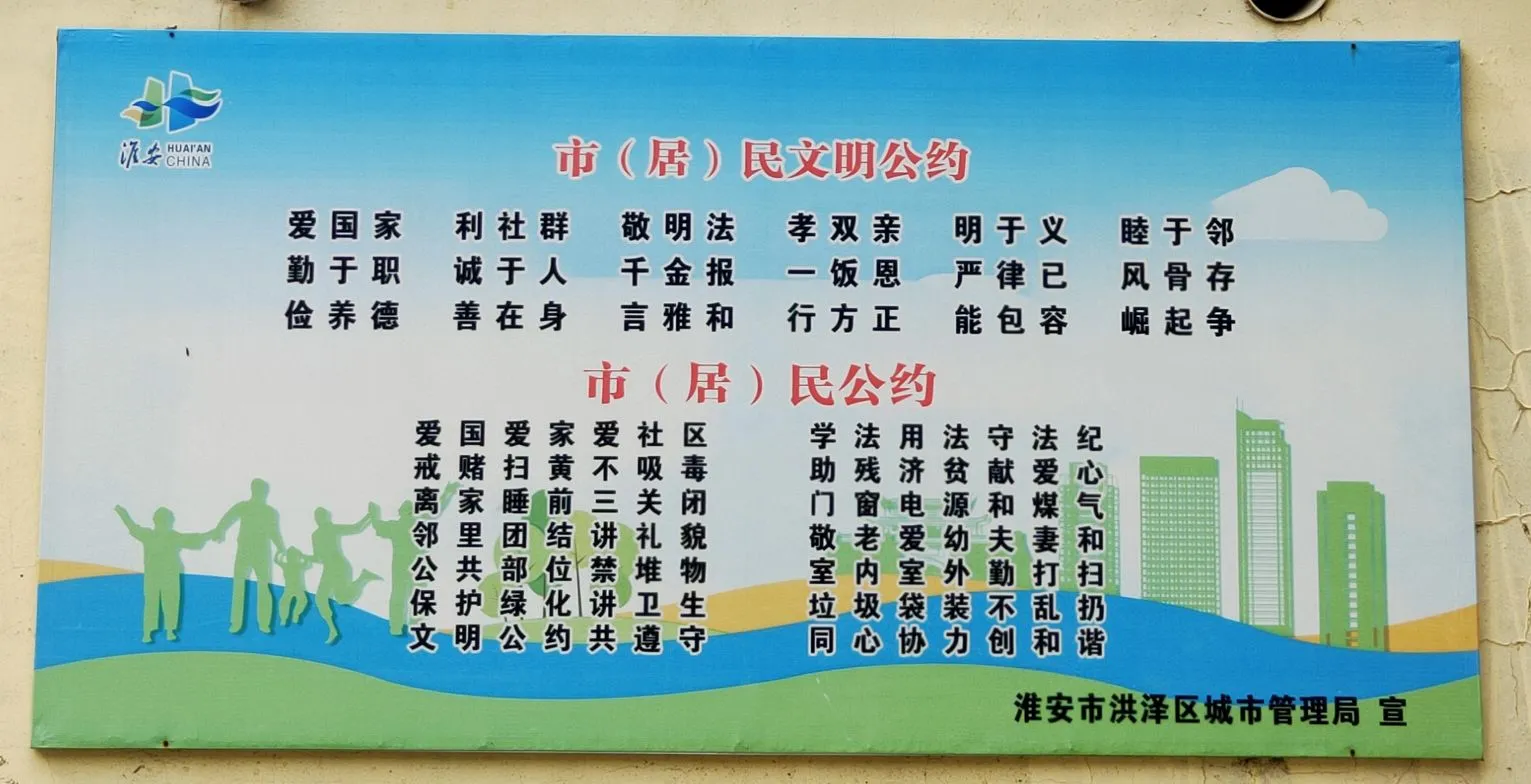 淮安 HUAI'AN CHINA
市（居）民文明公约
爱国家 利社群 敬明法 孝双亲 明于义 睦于邻
勤于职 诚于人 千金报 一饭恩 严律已 风骨存
俭养德 善在身 言雅和 行方正 能包容 崛起争
市（居）民公约
爱国爱家爱社区 学法用法守法纪
戒赌扫黄不吸毒 助残济贫献爱心
离家睡前三关闭 门窗电源和煤气
邻里团结讲礼貌 敬老爱幼夫妻和
公共部位禁堆物 室内室外勤打扫
保护绿化讲卫生 垃圾袋装不乱扔
文明公约共遵守 同心协力创和谐
淮安市洪泽区城市管理局 宣